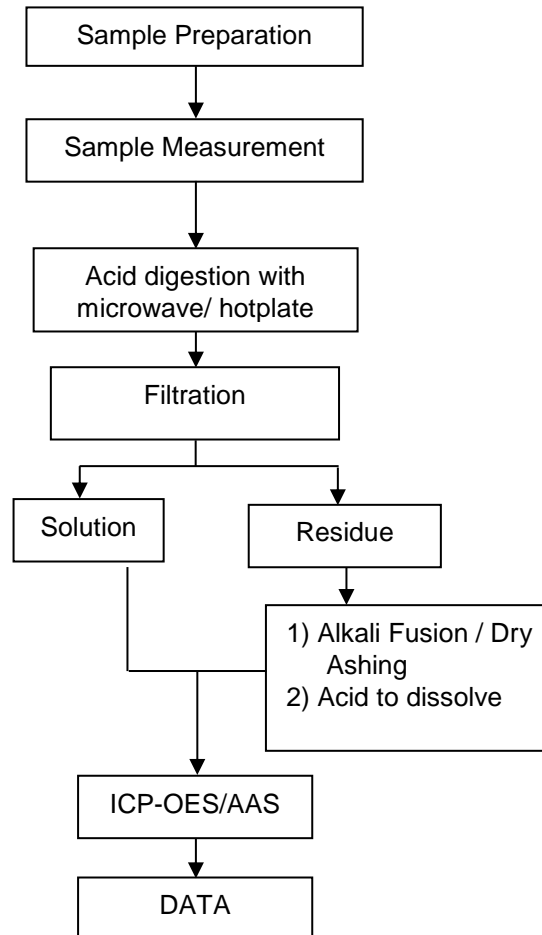 Sample Preparation
Sample Measurement
Acid digestion with
microwave/ hotplate
Filtration
Solution
Residue
1) Alkali Fusion / Dry
Ashing
2) Acid to dissolve
ICP-OES/AAS
DATA